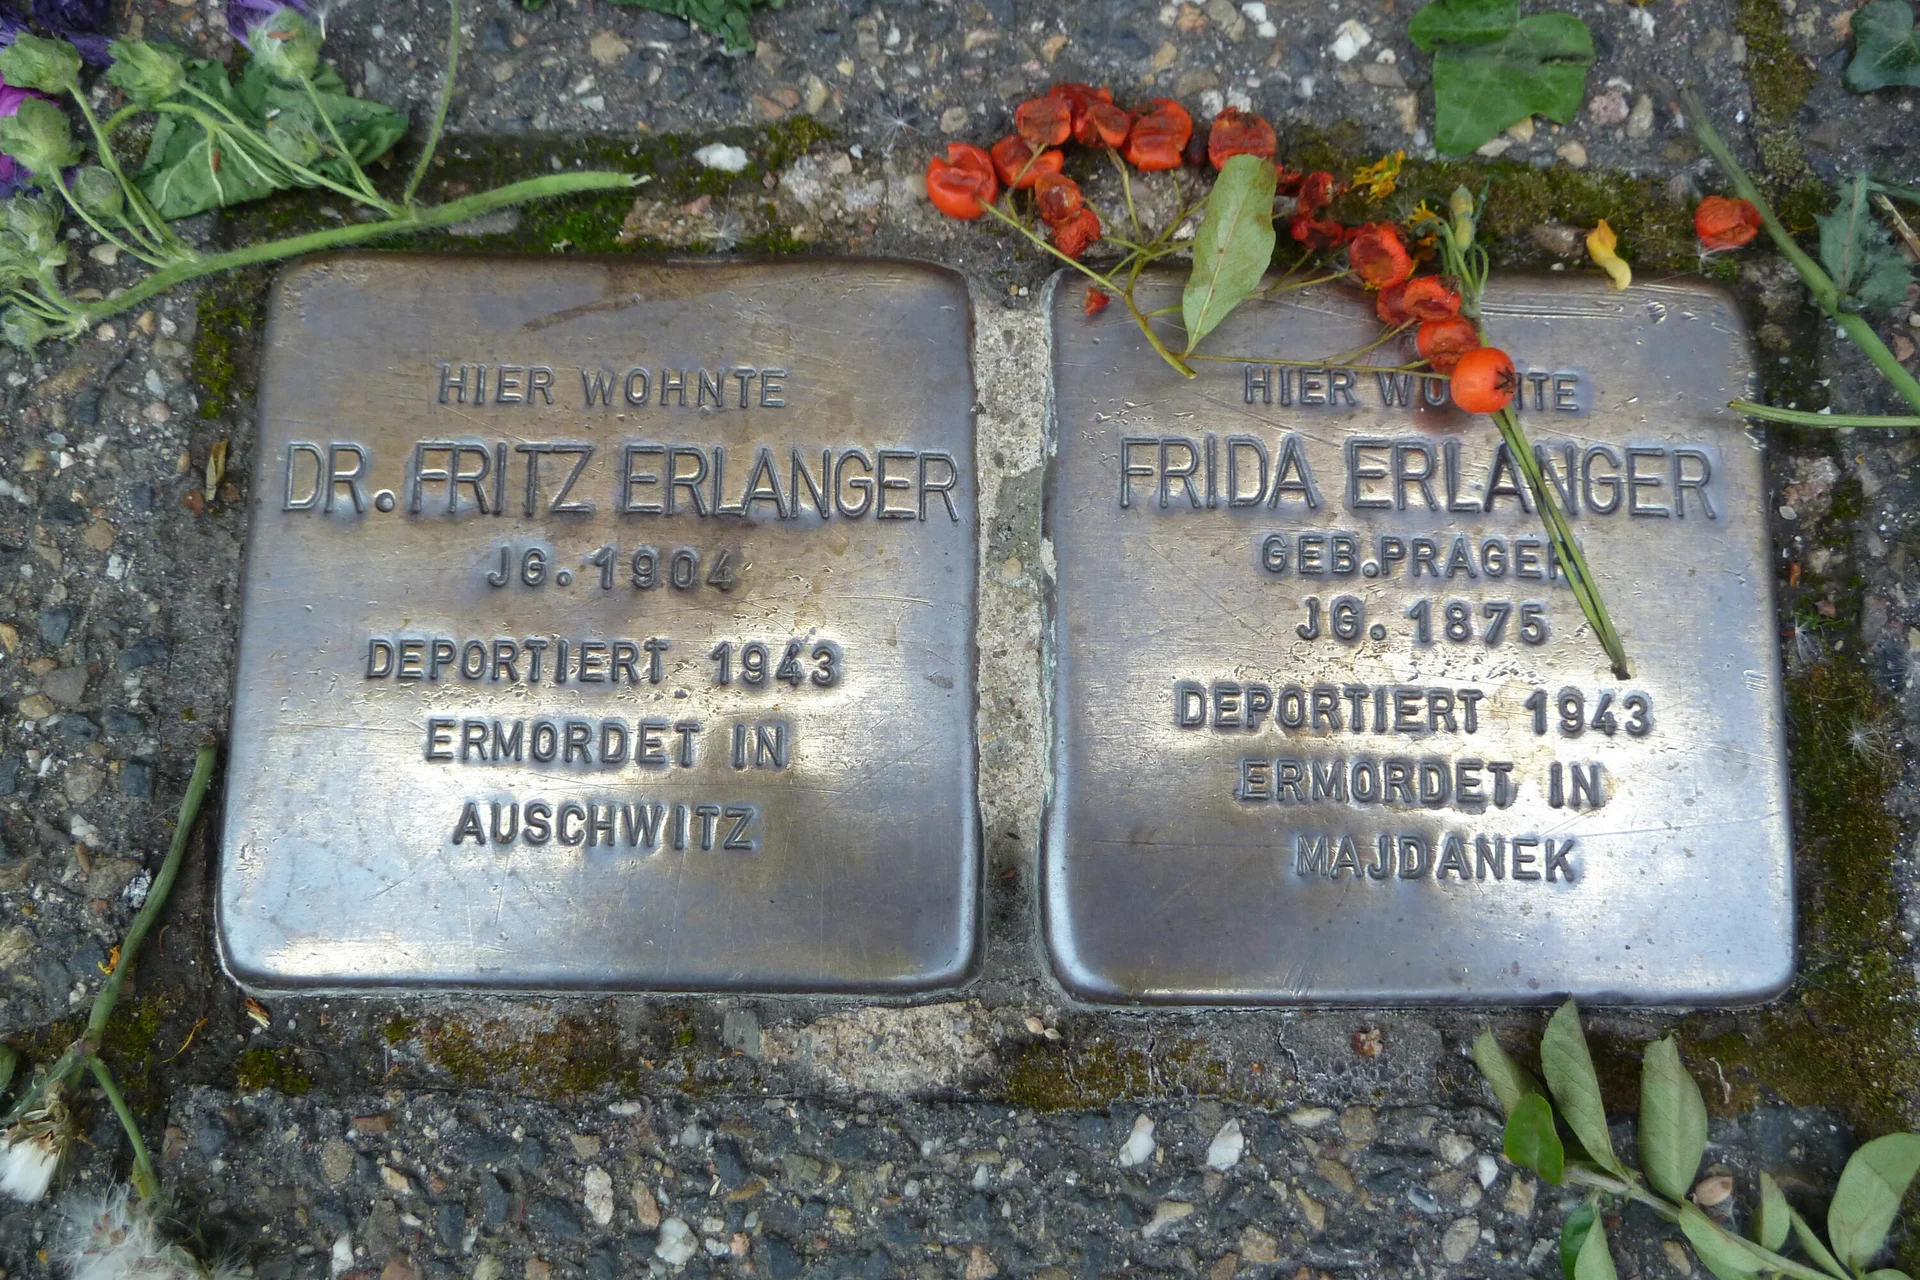 HIER WOHNTE
DR. FRITZ ERLANGER
JG. 1904
DEPORTIERT 1943
ERMORDET IN
AUSCHWITZ
HIER WOHNTE
FRIDA ERLANGER
GEB. PRAGER
JG. 1875
DEPORTIERT 1943
ERMORDET IN
MAJDANEK